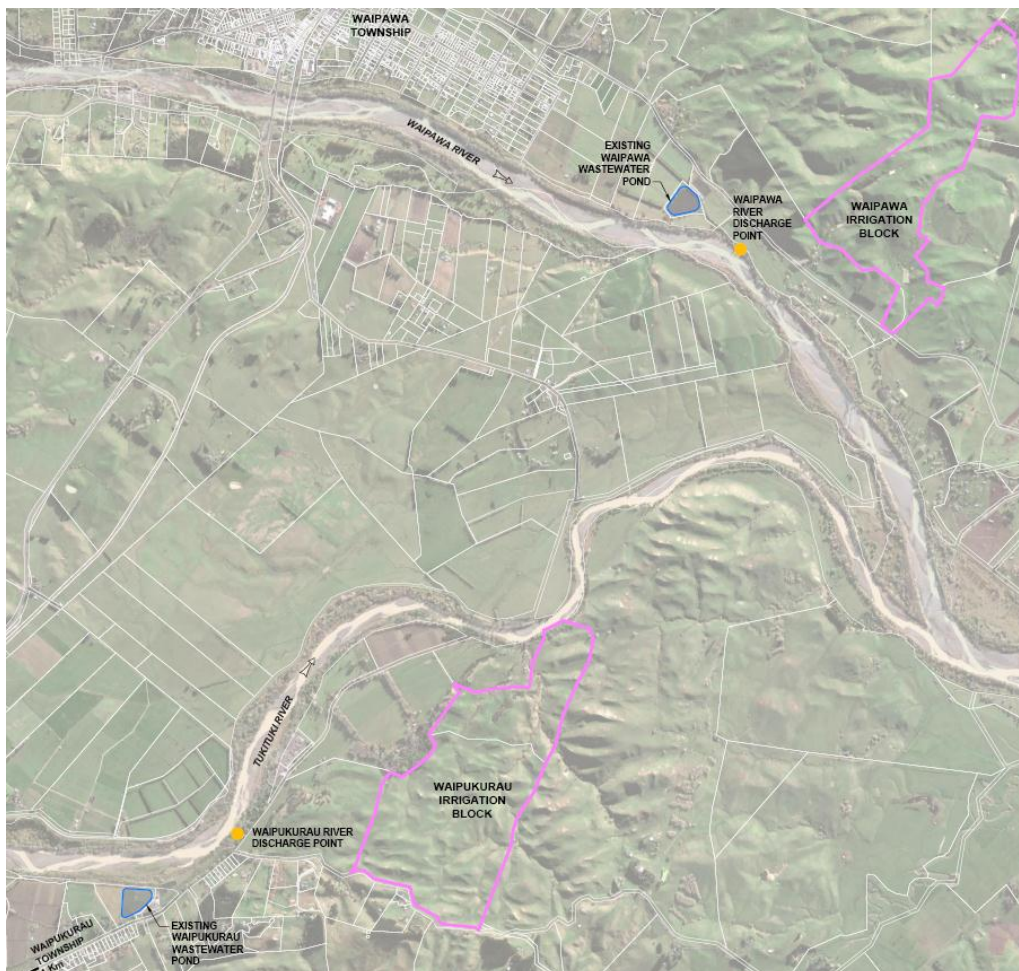 WAIPAWA
TOWNSHIP
WAIPAWA RIVER
EXISTING
WAIPAWA
WASTEWATER
POND
WAIPAWA
RIVER
DISCHARGE
POINT
WAIPAWA
IRRIGATION
BLOCK
TUKITUKI RIVER
WAIPUKURAU
IRRIGATION
BLOCK
WAIPUKURAU RIVER
DISCHARGE POINT
EXISTING
WAIPUKURAU
WASTEWATER
POND
WAIPUKURAU
TOWNSHIP